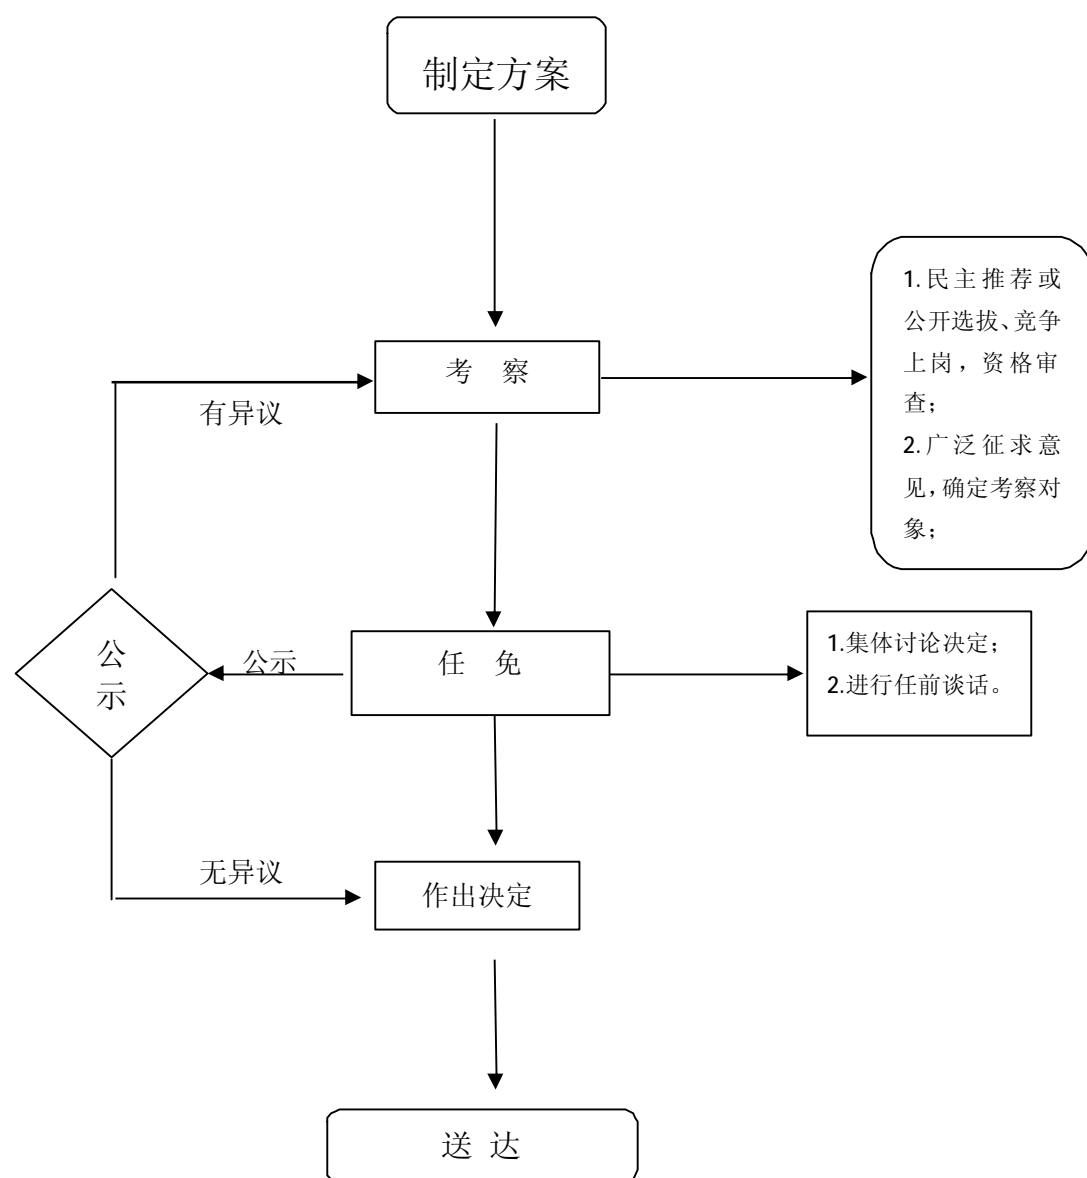 制定方案
1.民主推荐或
公开选拔、竞争
上岗，资格审
查；
2.广泛征求意
见，确定考察对
象；
考 察
有异议
公
示
公示
任 免
1.集体讨论决定；
2.进行任前谈话。
无异议
作出决定
送 达